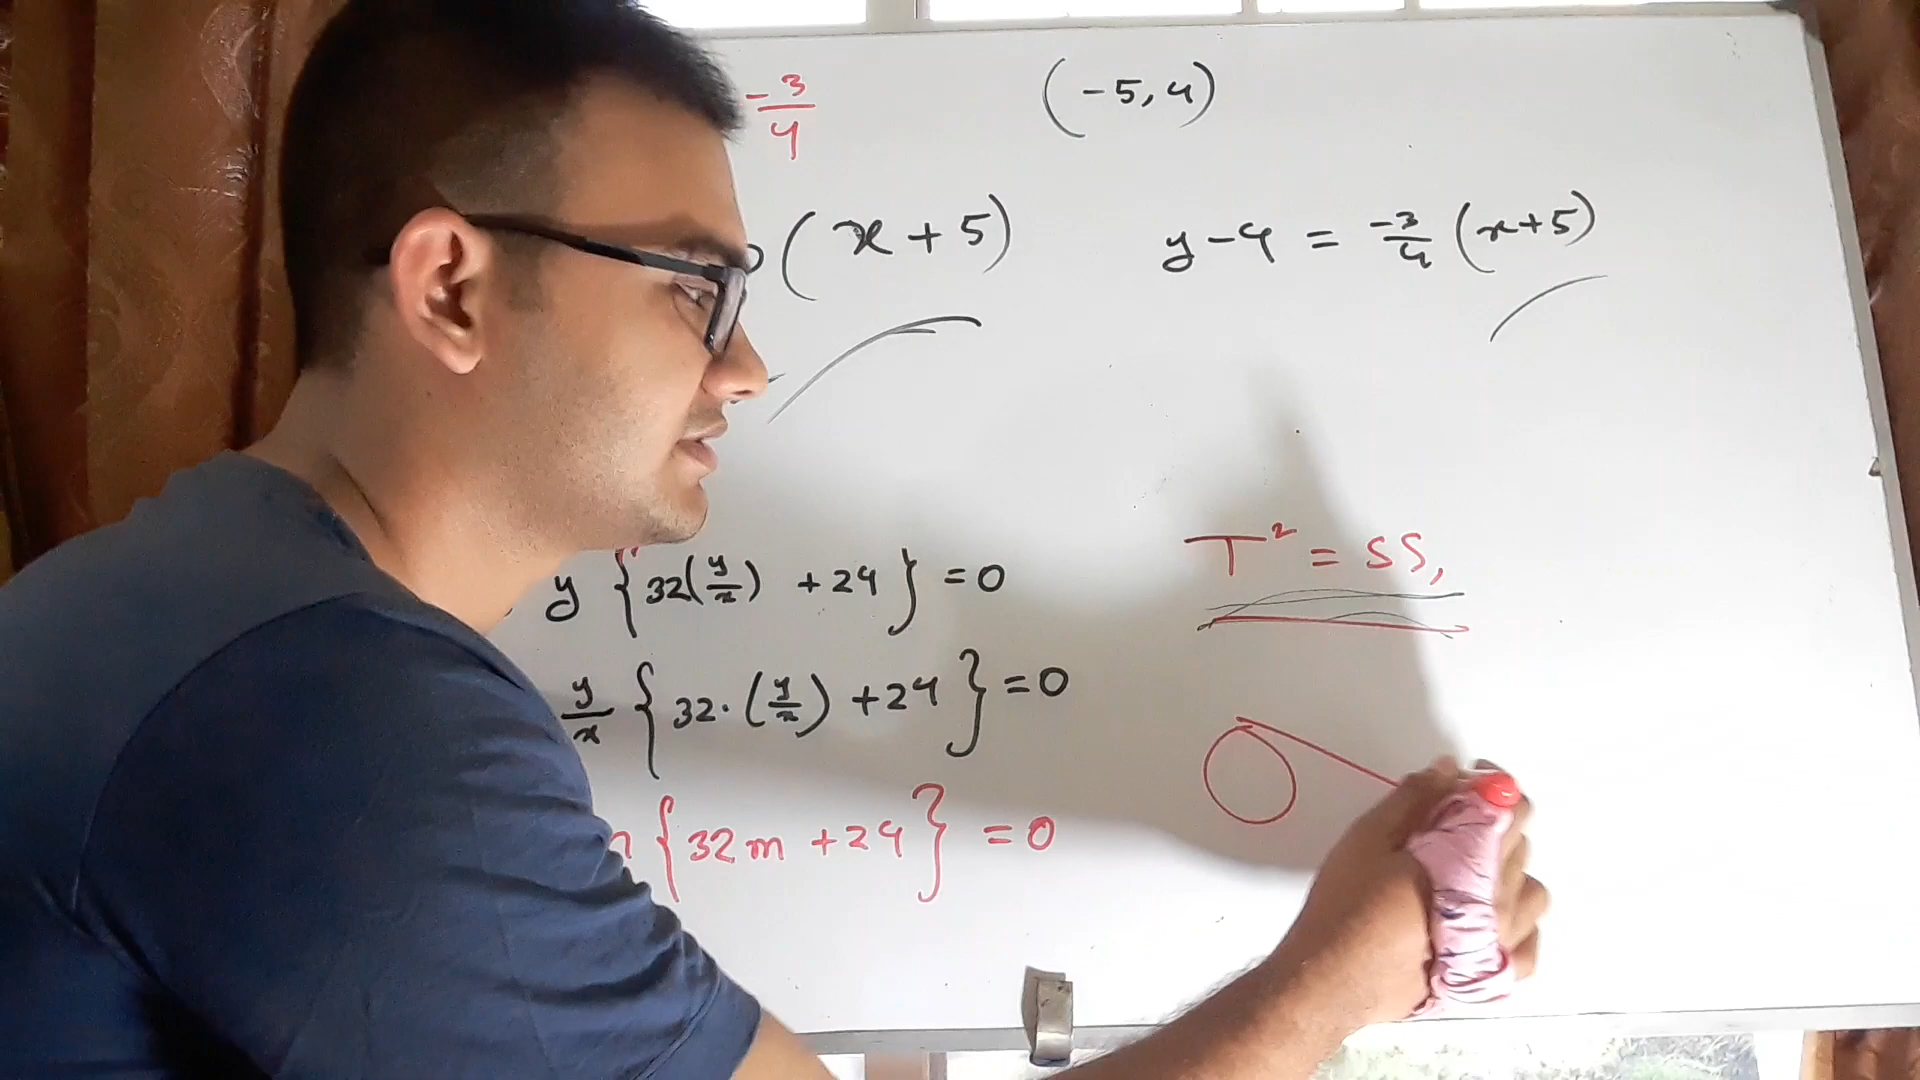 -3/4
(-5,4)
(x+5)
y-4 = -3/4 (x+5)
T² = SS,
y {32(y/x) +24} =0
y/x {32·(y/x) +24} =0
{32m +24} =0